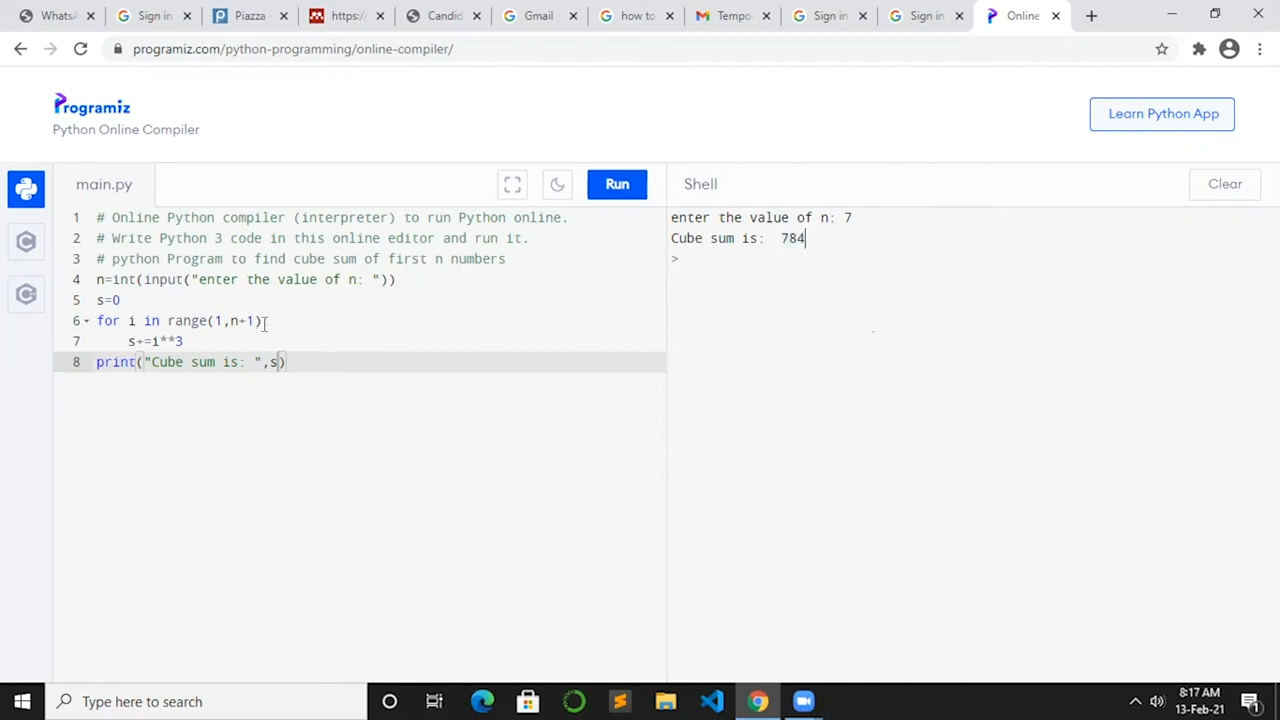 WhatsA
Sign in
Piazza
https:/
Candid
Gmail
how to
Tempo
Sign in
Sign in
Online
programiz.com/python-programming/online-compiler/
Programiz
Python Online Compiler
Learn Python App
main.py
Run
Shell
Clear
1 # Online Python compiler (interpreter) to run Python online.
2 # Write Python 3 code in this online editor and run it.
3 # python Program to find cube sum of first n numbers
4 n=int(input("enter the value of n: "))
5 s=0
6 for i in range(1,n+1)
7 s+=i**3
8 print("Cube sum is: ",s)
enter the value of n: 7
Cube sum is:  784
>
Type here to search
8:17 AM
13-Feb-21
1